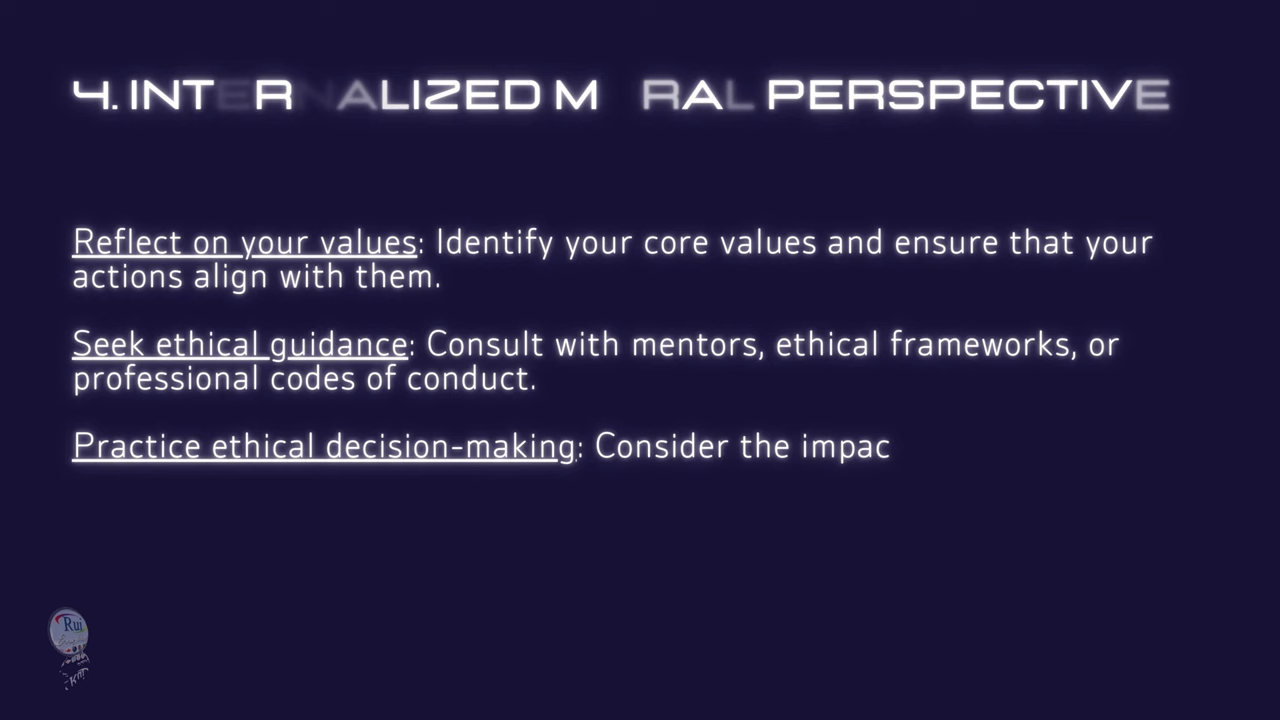 4. INTERNALIZED M RAL PERSPECTIVE
Reflect on your values: Identify your core values and ensure that your
actions align with them.
Seek ethical guidance: Consult with mentors, ethical frameworks, or
professional codes of conduct.
Practice ethical decision-making: Consider the impac
Rui